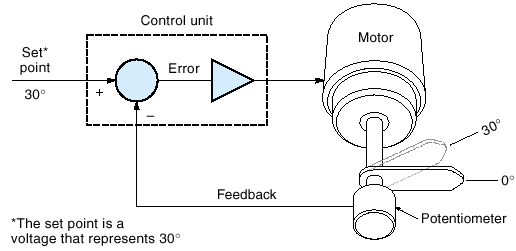 Control unit
Set*
point
30°
+
Error
−
Motor
30°
0°
Feedback
Potentiometer
*The set point is a
voltage that represents 30°